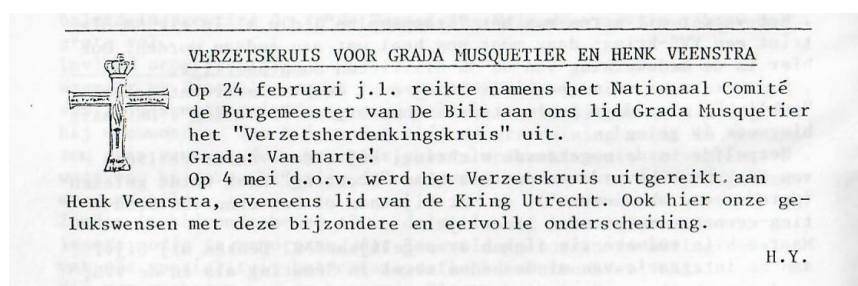 VERZETSKRUIS VOOR GRADA MUSQUETIER EN HENK VEENSTRA
Op 24 februari j.l. reikte namens het Nationaal Comité
de Burgemeester van De Bilt aan ons lid Grada Musquetier
het "Verzetsherdenkingskruis" uit.
Grada: Van harte!
Op 4 mei d.o.v. werd het Verzetskruis uitgereikt.aan
Henk Veenstra, eveneens lid van de Kring Utrecht. Ook hier onze ge-
lukswensen met deze bijzondere en eervolle onderscheiding.
H.Y.